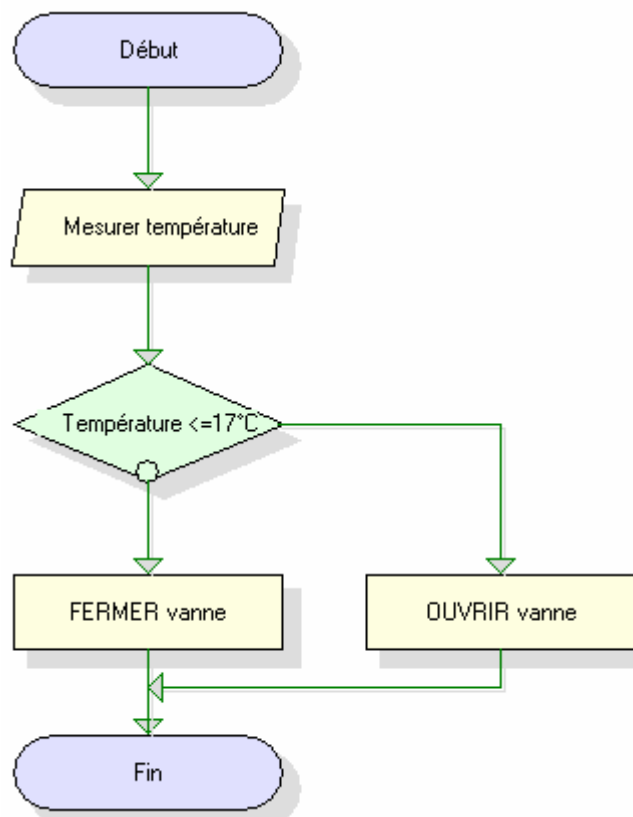 Début
Mesurer température
Température <=17°C
FERMER vanne
OUVRIR vanne
Fin